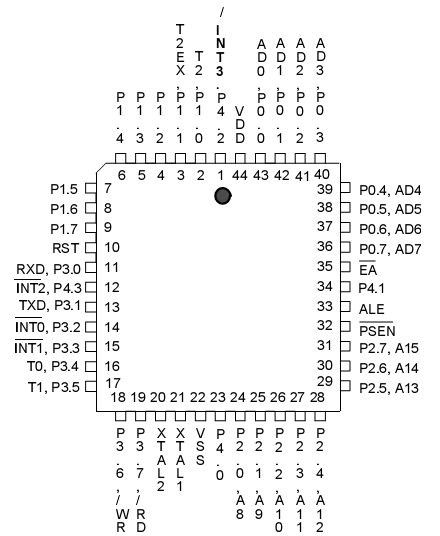 P1.4
P1.3
P1.2
T2EX,P1.1
T2,P1.0
/INT3,P4.2
VDD
AD0,P0.0
AD1,P0.1
AD2,P0.2
AD3,P0.3
6 5 4 3 2 1 44 43 42 41 40
P1.5 7
P1.6 8
P1.7 9
RST 10
RXD, P3.0 11
INT2, P4.3 12
TXD, P3.1 13
INT0, P3.2 14
INT1, P3.3 15
T0, P3.4 16
T1, P3.5 17
39 P0.4, AD4
38 P0.5, AD5
37 P0.6, AD6
36 P0.7, AD7
35 EA
34 P4.1
33 ALE
32 PSEN
31 P2.7, A15
30 P2.6, A14
29 P2.5, A13
18 19 20 21 22 23 24 25 26 27 28
P3.6,/WR
P3.7,/RD
XTAL2
XTAL1
VSS
P4.0
P2.0,A8
P2.1,A9
P2.2,A10
P2.3,A11
P2.4,A12